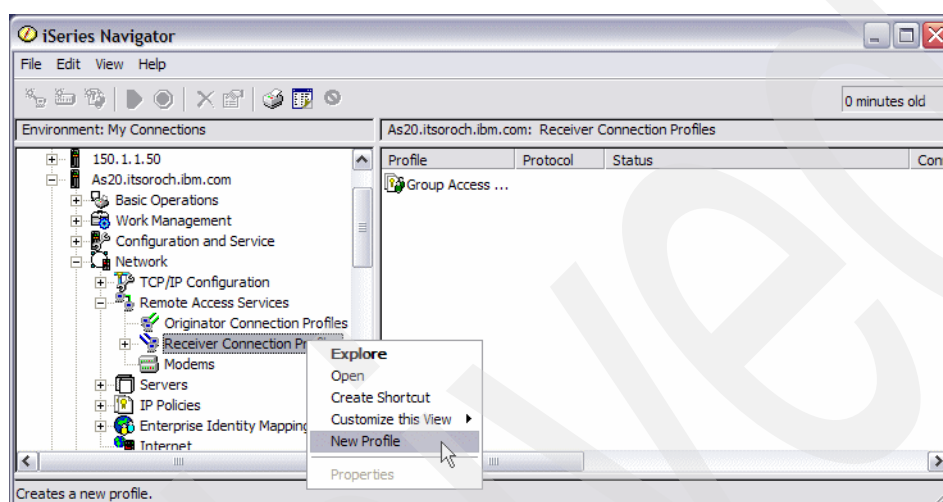 iSeries Navigator
File Edit View Help
0 minutes old
Environment: My Connections
As20.itsoroch.ibm.com: Receiver Connection Profiles
Profile Protocol Status Con
150.1.1.50
As20.itsoroch.ibm.com
Group Access ...
Basic Operations
Work Management
Configuration and Service
Network
TCP/IP Configuration
Remote Access Services
Originator Connection Profiles
Receiver Connection Pr
Modems
Servers
IP Policies
Enterprise Identity Mapping
Internet
Explore
Open
Create Shortcut
Customize this View
New Profile
Properties
Creates a new profile.